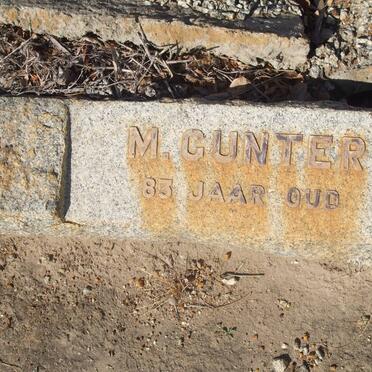 M. GUNTER
83 JAAR OUD